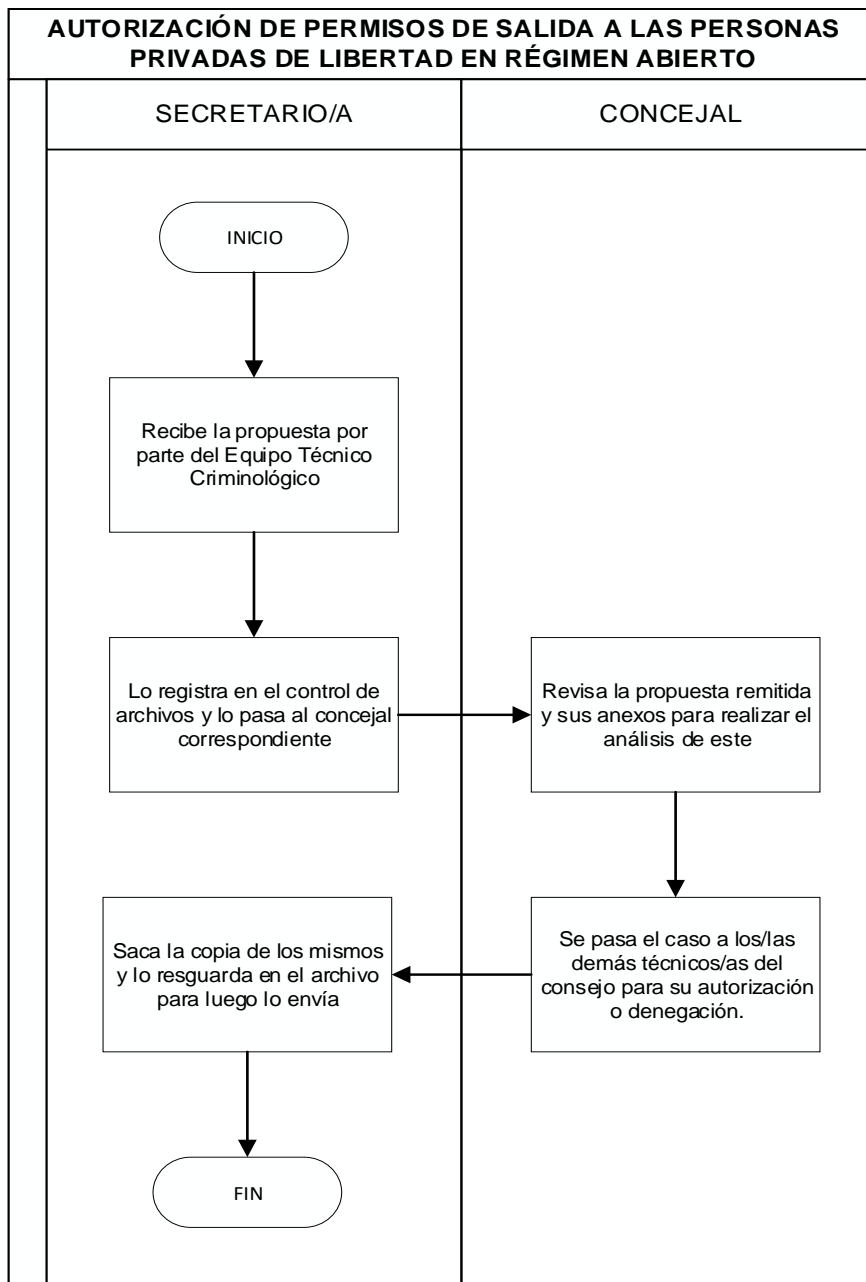 AUTORIZACIÓN DE PERMISOS DE SALIDA A LAS PERSONAS
PRIVADAS DE LIBERTAD EN RÉGIMEN ABIERTO
SECRETARIO/A
CONCEJAL
INICIO
Recibe la propuesta por
parte del Equipo Técnico
Criminológico
Lo registra en el control de
archivos y lo pasa al concejal
correspondiente
Revisa la propuesta remitida
y sus anexos para realizar el
análisis de este
Se pasa el caso a los/las
demás técnicos/as del
consejo para su autorización
o denegación.
Saca la copia de los mismos
y lo resguarda en el archivo
para luego lo envía
FIN